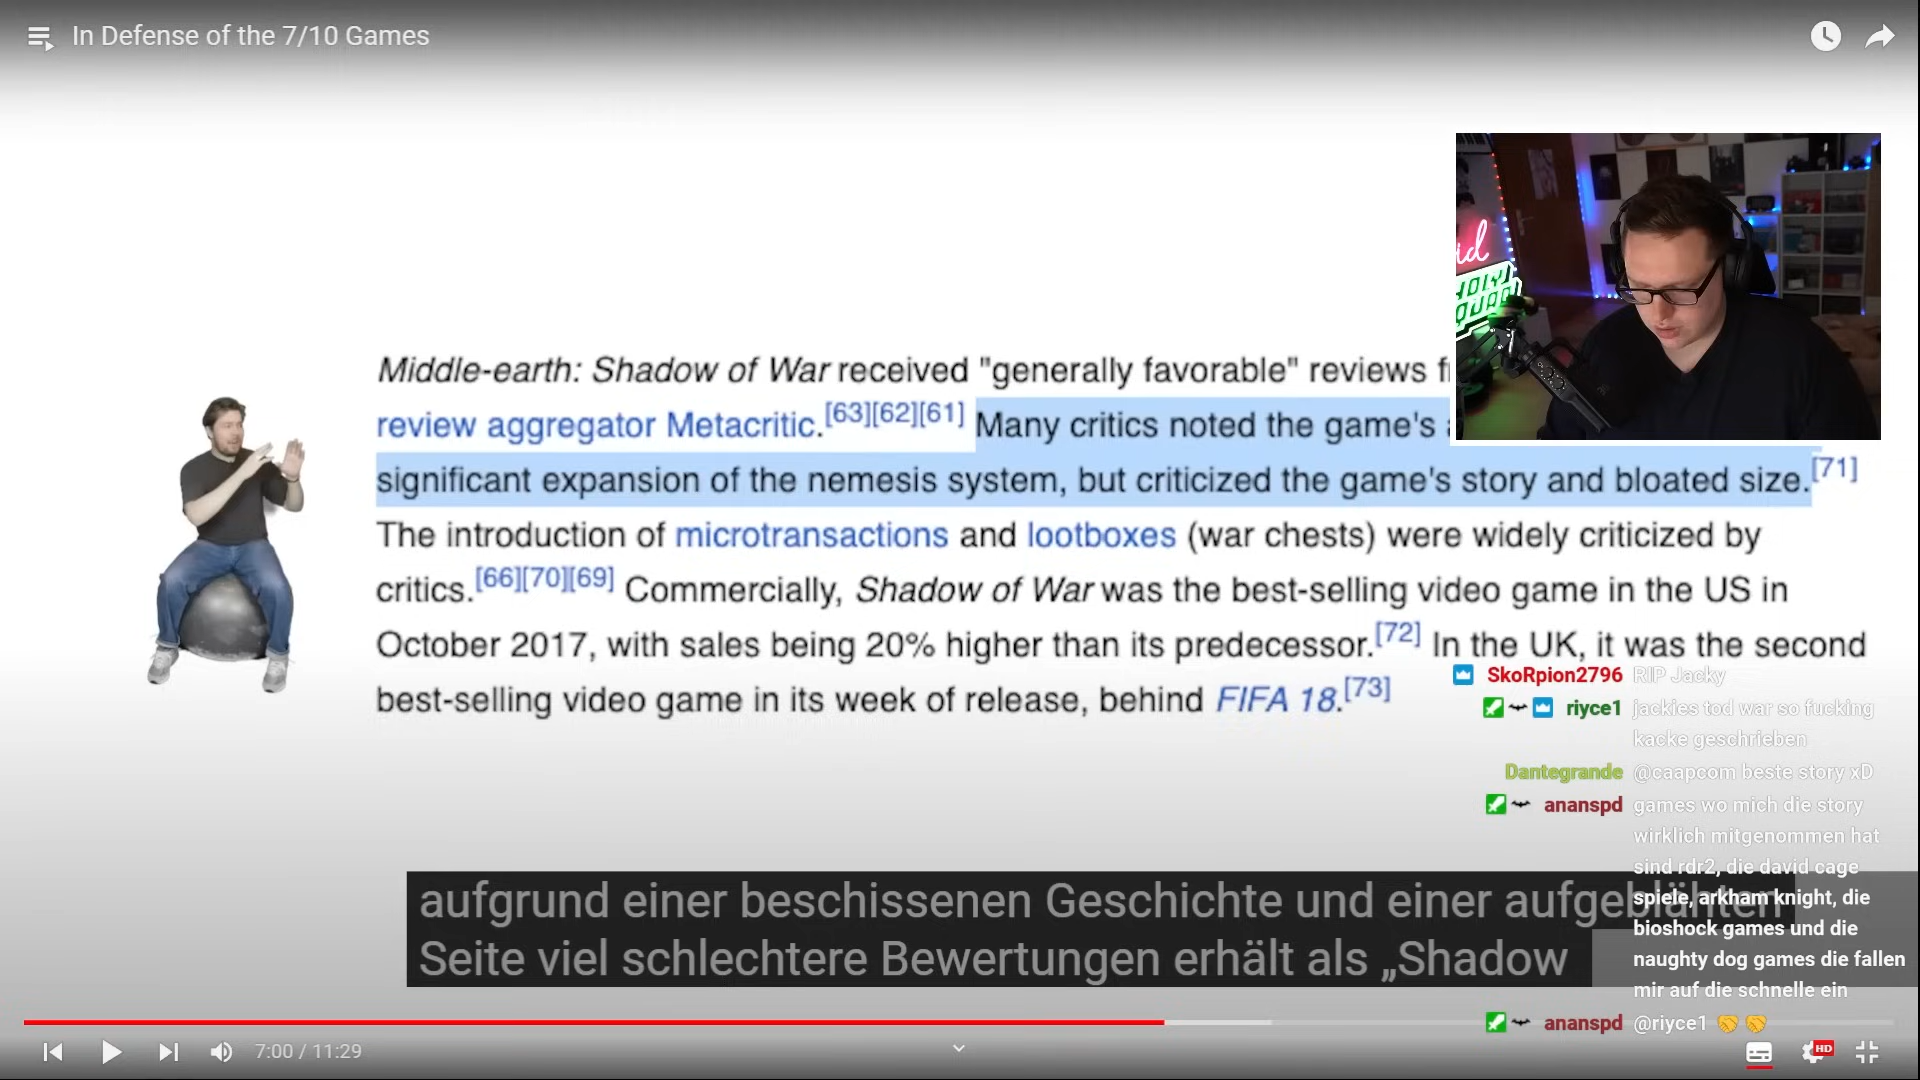 In Defense of the 7/10 Games
Middle-earth: Shadow of War received "generally favorable" reviews
review aggregator Metacritic.[63][62][61] Many critics noted the game's
significant expansion of the nemesis system, but criticized the game's story and bloated size.[71]
The introduction of microtransactions and lootboxes (war chests) were widely criticized by
critics.[66][70][69] Commercially, Shadow of War was the best-selling video game in the US in
October 2017, with sales being 20% higher than its predecessor.[72] In the UK, it was the second
best-selling video game in its week of release, behind FIFA 18.[73]
SkoRpion2796 RIP Jacky
riyce1 jackies tod war so fucking
kacke geschrieben
Dantegrande @caapcom beste story xD
ananspd games wo mich die story
wirklich mitgenommen hat
sind rdr2, die david cage
spiele, arkham knight, die
bioshock games und die
naughty dog games die fallen
mir auf die schnelle ein
ananspd @riyce1
aufgrund einer beschissenen Geschichte und einer aufgeblähten
Seite viel schlechtere Bewertungen erhält als „Shadow
7:00 / 11:29
HD